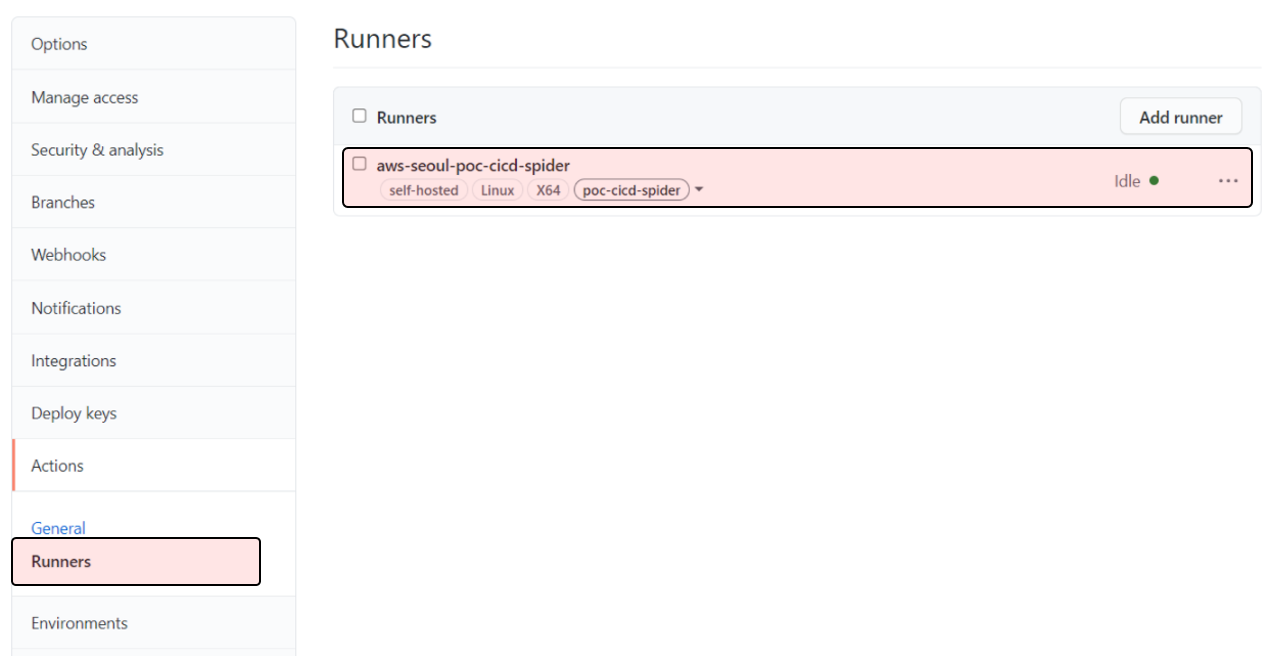 Options
Manage access
Security & analysis
Branches
Webhooks
Notifications
Integrations
Deploy keys
Actions
General
Runners
Environments
Runners
Runners Add runner
aws-seoul-poc-cicd-spider
self-hosted Linux X64 poc-cicd-spider Idle